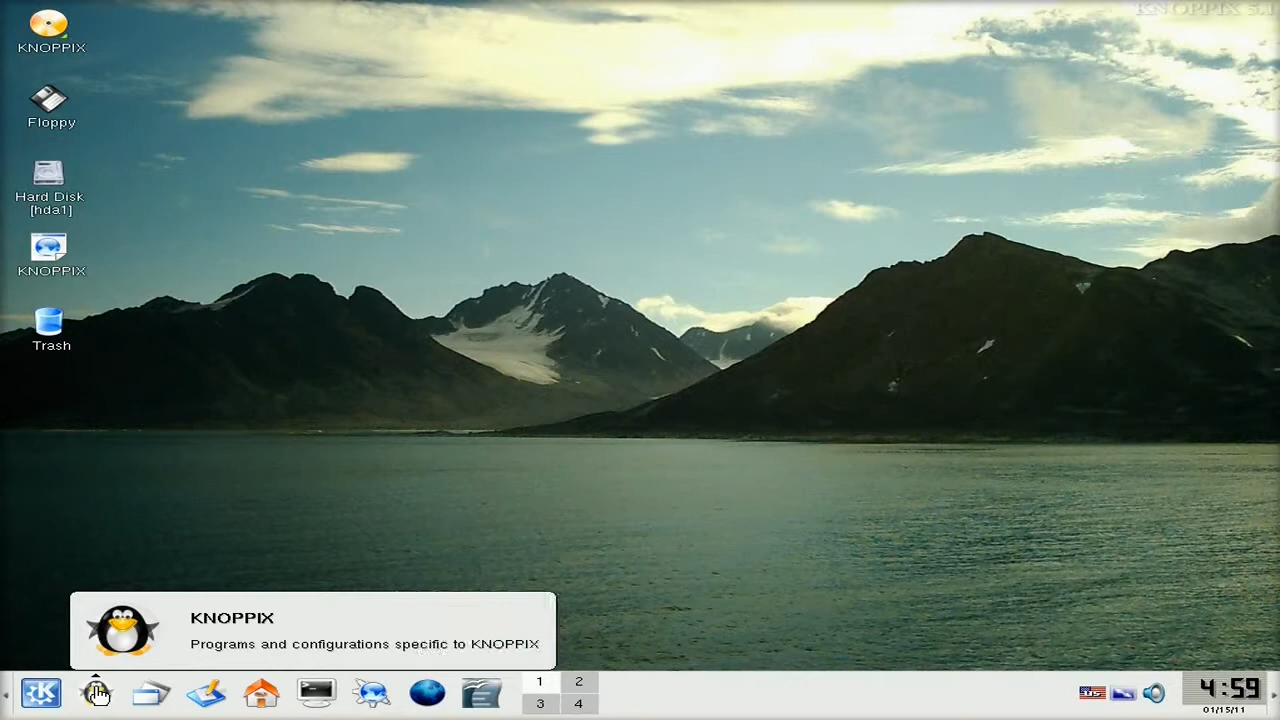 KNOPPIX 5.1
KNOPPIX
Floppy
Hard Disk
[hda1]
KNOPPIX
Trash
KNOPPIX
Programs and configurations specific to KNOPPIX
1 2
3 4
US
4:59
01/15/11